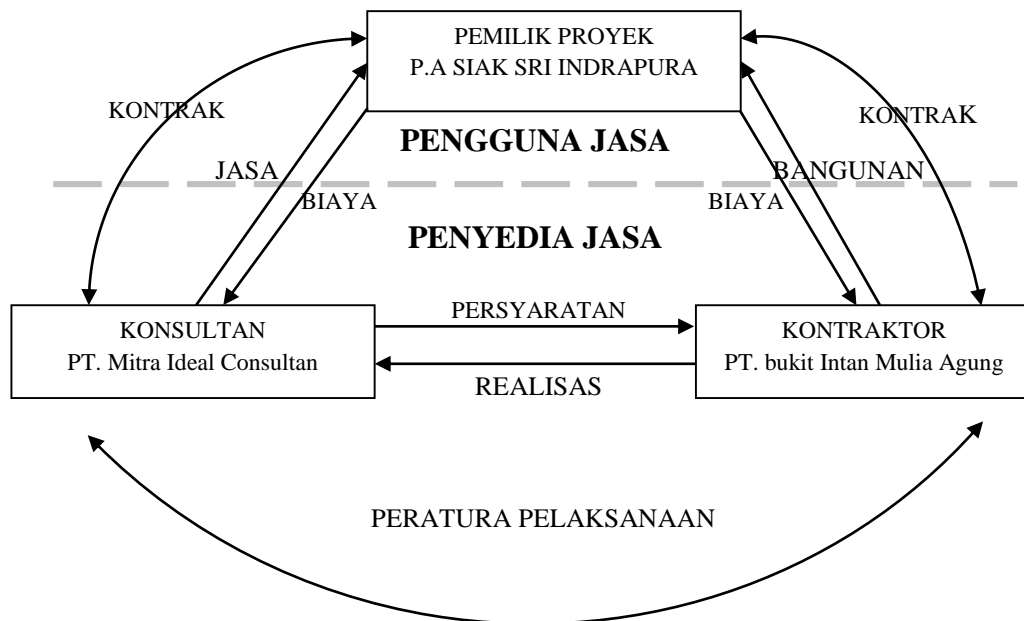 PEMILIK PROYEK
P.A SIAK SRI INDRAPURA
KONTRAK
KONTRAK
PENGGUNA JASA
JASA
BANGUNAN
BIAYA
BIAYA
PENYEDIA JASA
PERSYARATAN
KONSULTAN
PT. Mitra Ideal Consultan
KONTRAKTOR
PT. bukit Intan Mulia Agung
REALISAS
PERATURA PELAKSANAAN